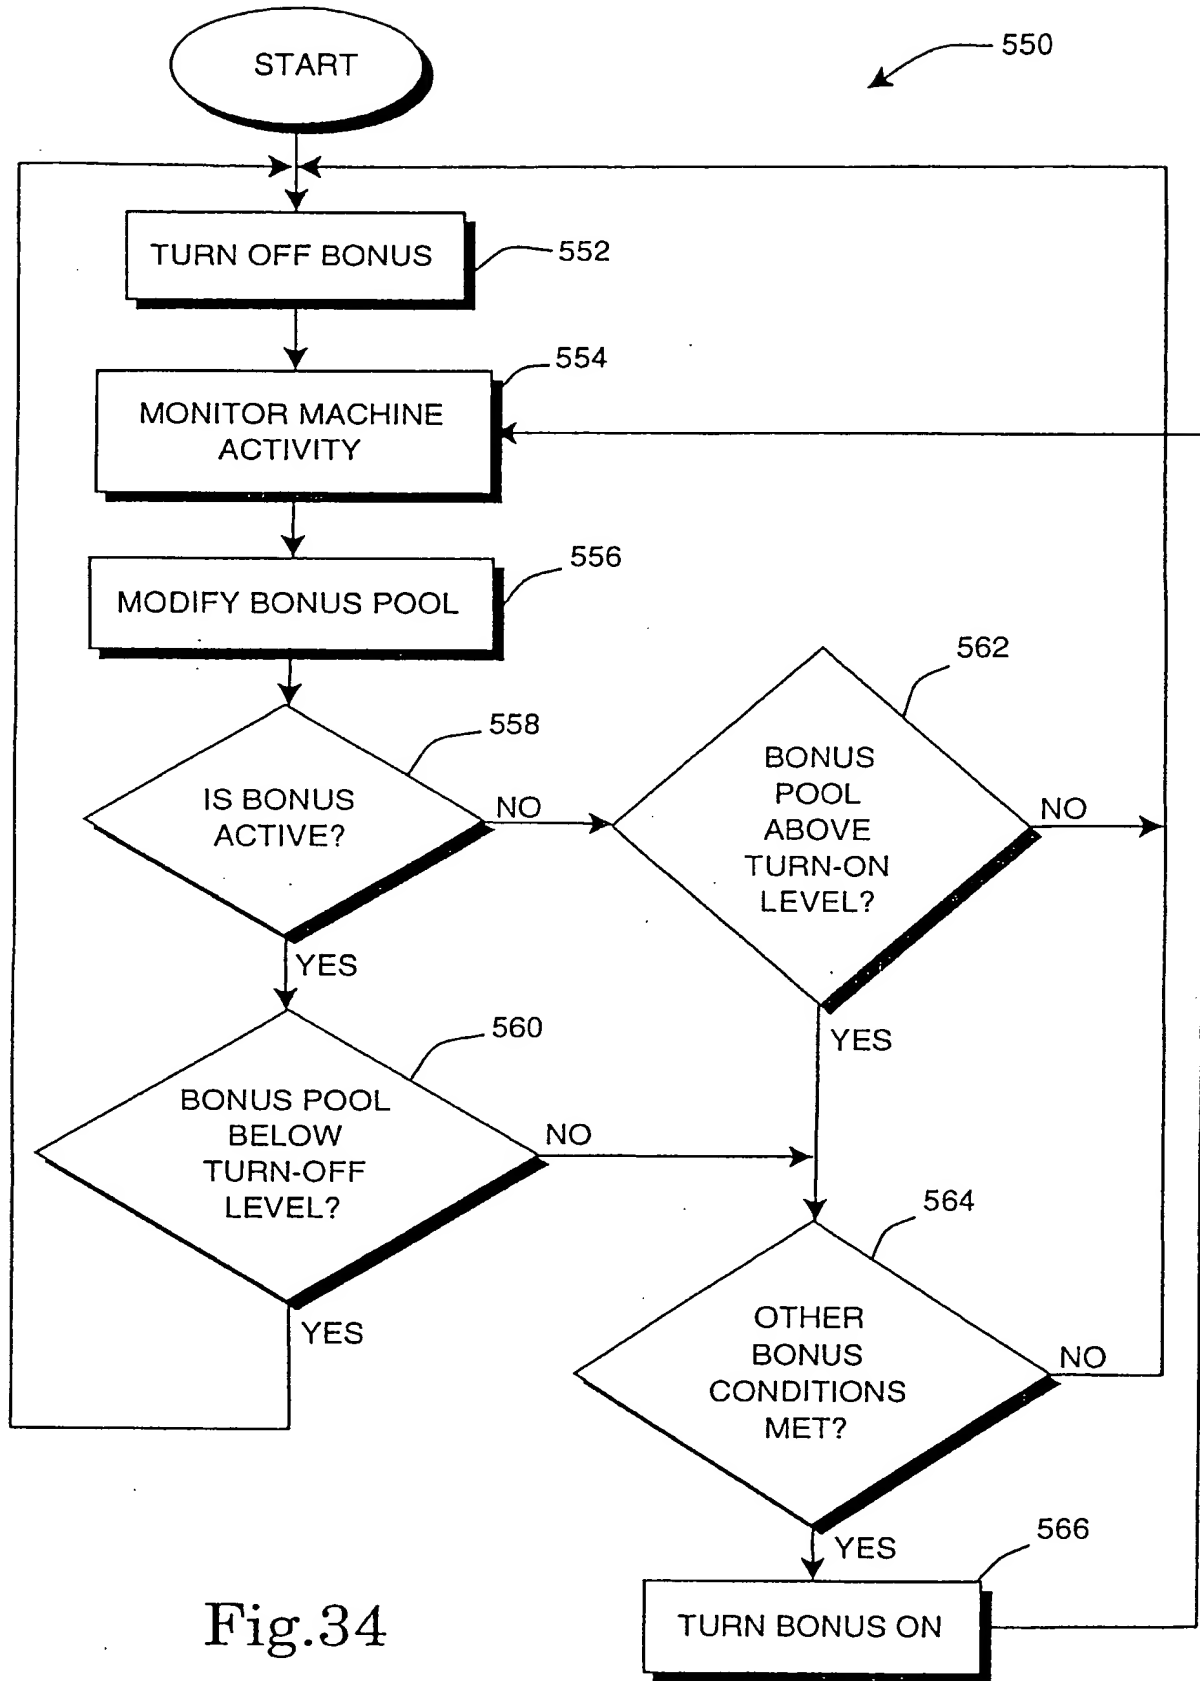 START
550
TURN OFF BONUS
552
554
MONITOR MACHINE
ACTIVITY
556
MODIFY BONUS POOL
558
IS BONUS
ACTIVE?
NO
YES
562
BONUS
POOL
ABOVE
TURN-ON
LEVEL?
NO
YES
560
BONUS POOL
BELOW
TURN-OFF
LEVEL?
NO
YES
564
OTHER
BONUS
CONDITIONS
MET?
NO
YES
566
TURN BONUS ON
Fig.34